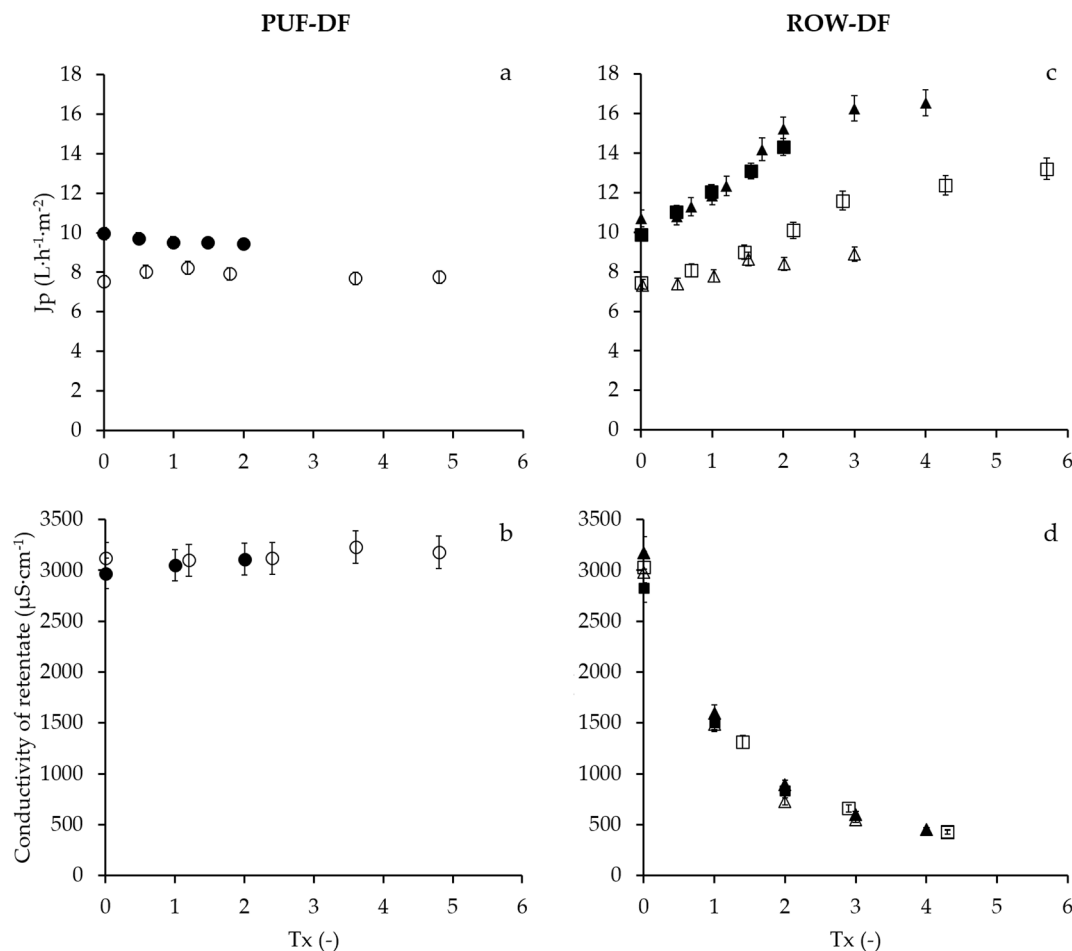 PUF-DF
ROW-DF
a
Jp (L·h⁻¹·m⁻²)
18
16
14
12
10
8
6
4
2
0
0 1 2 3 4 5 6
c
18
16
14
12
10
8
6
4
2
0
0 1 2 3 4 5 6
b
Conductivity of retentate (µS·cm⁻¹)
3500
3000
2500
2000
1500
1000
500
0
0 1 2 3 4 5 6
Tx (-)
d
3500
3000
2500
2000
1500
1000
500
0
0 1 2 3 4 5 6
Tx (-)